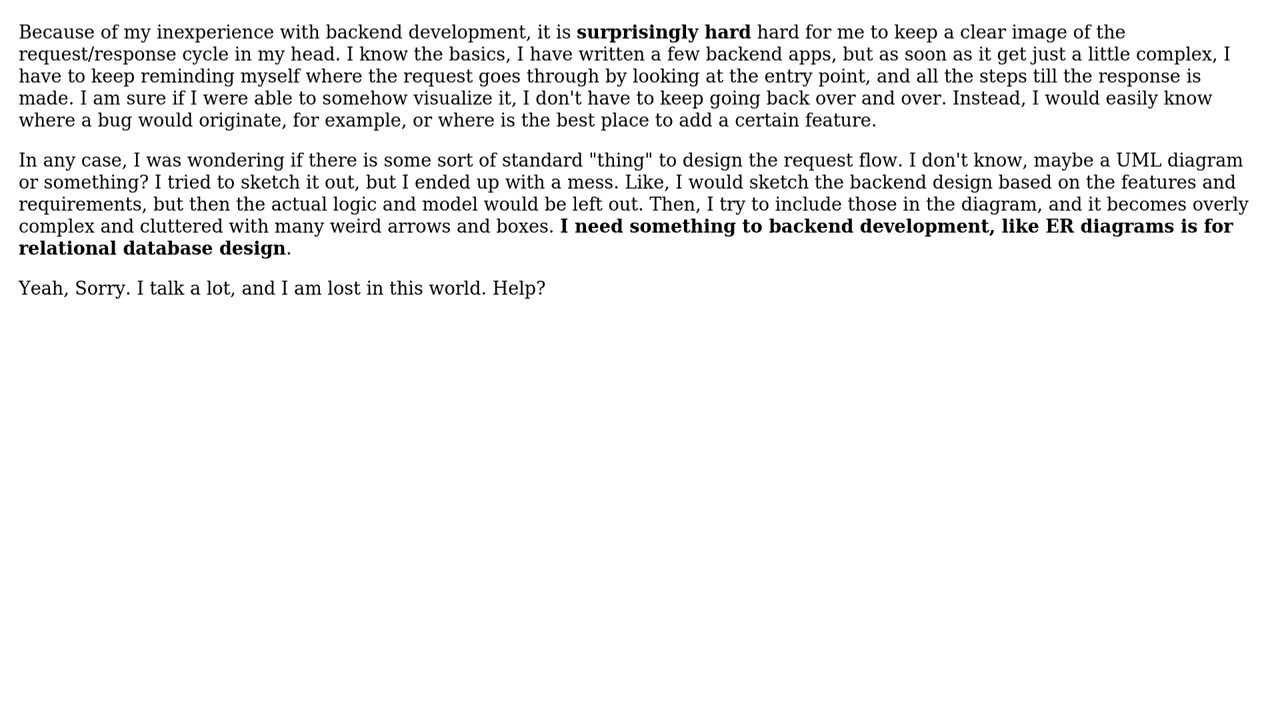 Because of my inexperience with backend development, it is surprisingly hard hard for me to keep a clear image of the
request/response cycle in my head. I know the basics, I have written a few backend apps, but as soon as it get just a little complex, I
have to keep reminding myself where the request goes through by looking at the entry point, and all the steps till the response is
made. I am sure if I were able to somehow visualize it, I don't have to keep going back over and over. Instead, I would easily know
where a bug would originate, for example, or where is the best place to add a certain feature.
In any case, I was wondering if there is some sort of standard "thing" to design the request flow. I don't know, maybe a UML diagram
or something? I tried to sketch it out, but I ended up with a mess. Like, I would sketch the backend design based on the features and
requirements, but then the actual logic and model would be left out. Then, I try to include those in the diagram, and it becomes overly
complex and cluttered with many weird arrows and boxes. I need something to backend development, like ER diagrams is for
relational database design.
Yeah, Sorry. I talk a lot, and I am lost in this world. Help?